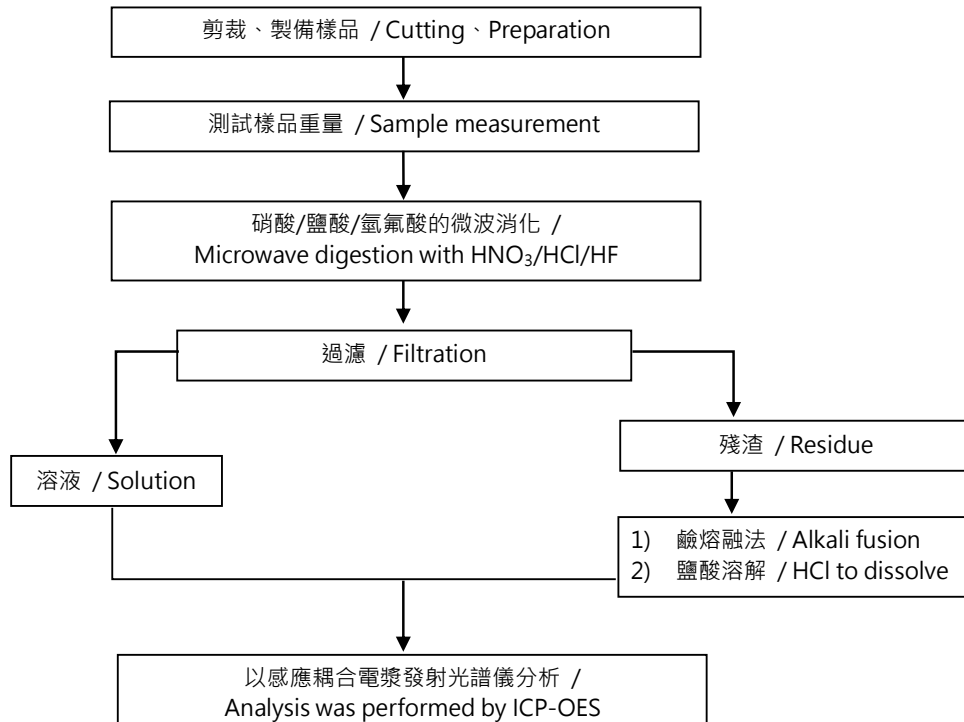 剪裁、製備樣品 / Cutting、Preparation
測試樣品重量 / Sample measurement
硝酸/鹽酸/氫氟酸的微波消化 /
Microwave digestion with HNO₃/HCl/HF
過濾 / Filtration
溶液 / Solution
殘渣 / Residue
1) 鹼熔融法 / Alkali fusion
2) 鹽酸溶解 / HCl to dissolve
以感應耦合電漿發射光譜儀分析 /
Analysis was performed by ICP-OES